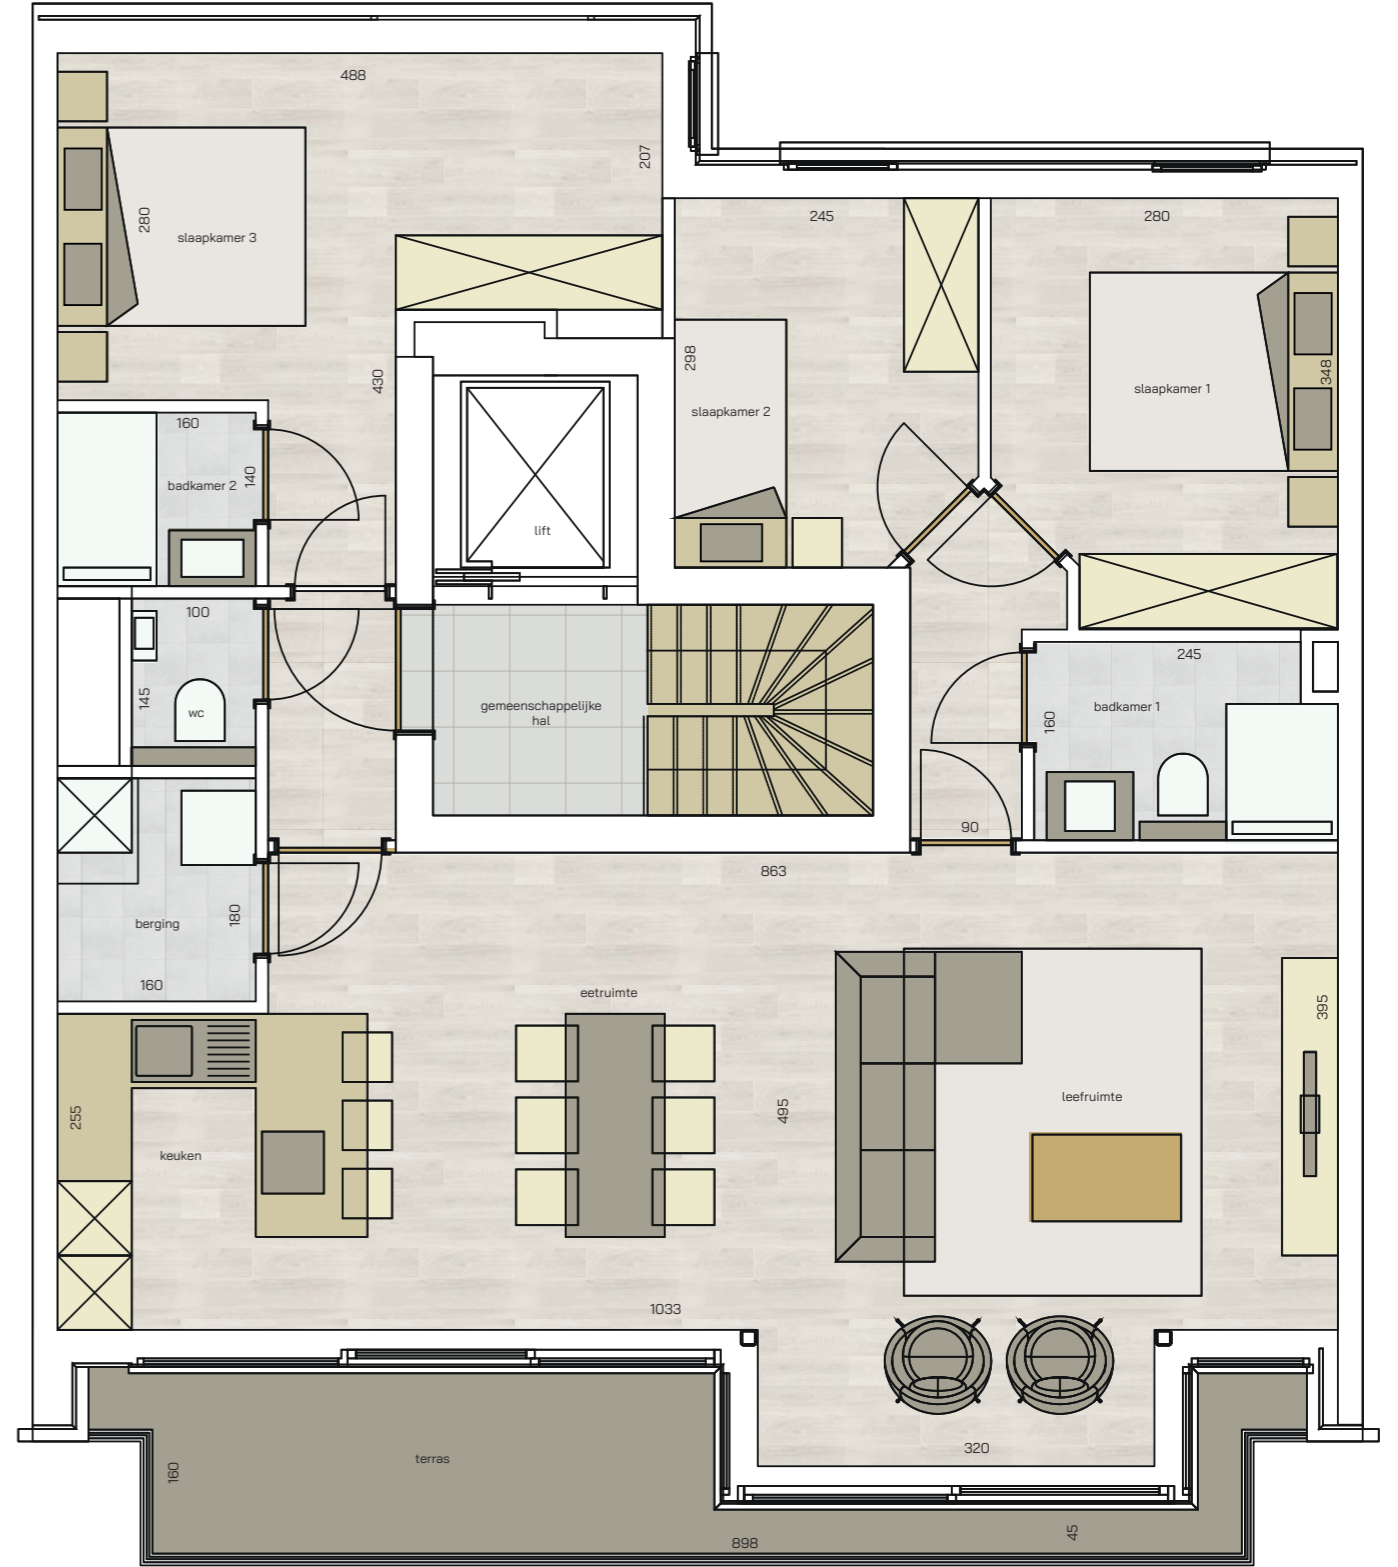 488
207
280
slaapkamer 3
245
280
430
298
slaapkamer 2
slaapkamer 1
348
160
badkamer 2
140
lift
100
145
wc
gemeenschappelijke
hal
245
badkamer 1
160
90
863
berging
180
160
eetruimte
395
255
keuken
495
leefruimte
1033
320
terras
160
898
45